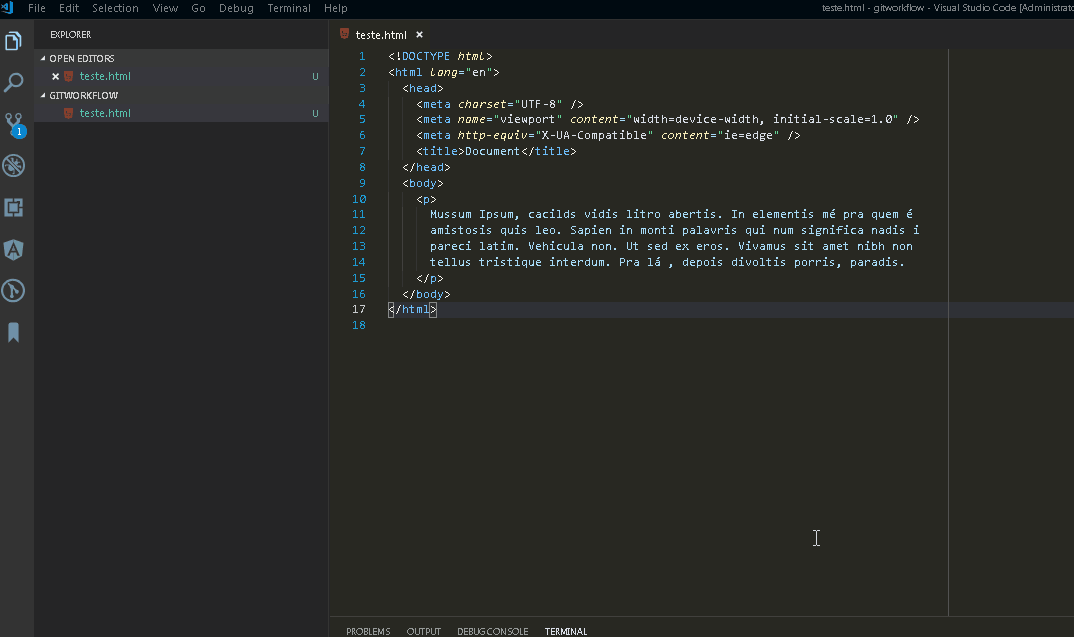 File Edit Selection View Go Debug Terminal Help
teste.html - gitworkflow - Visual Studio Code [Administrato
EXPLORER
OPEN EDITORS
teste.html U
GITWORKFLOW
teste.html U
1
teste.html
1 <!DOCTYPE html>
2 <html lang="en">
3 <head>
4 <meta charset="UTF-8" />
5 <meta name="viewport" content="width=device-width, initial-scale=1.0" />
6 <meta http-equiv="X-UA-Compatible" content="ie=edge" />
7 <title>Document</title>
8 </head>
9 <body>
10 <p>
11 Mussum Ipsum, cacilds vidis litro abertis. In elementis mé pra quem é
12 amistosis quis leo. Sapien in monti palavris qui num significa nadis i
13 pareci latim. Vehicula non. Ut sed ex eros. Vivamus sit amet nibh non
14 tellus tristique interdum. Pra lá , depois divoltis porris, paradis.
15 </p>
16 </body>
17 </html>
18
PROBLEMS OUTPUT DEBUG CONSOLE TERMINAL